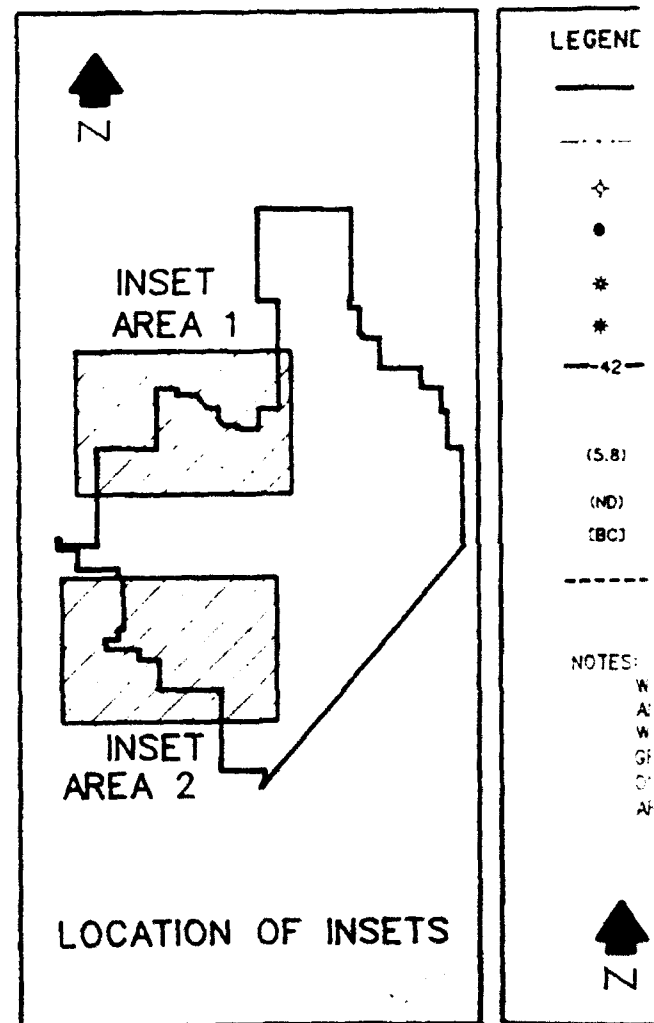 N
INSET
AREA 1
INSET
AREA 2
LOCATION OF INSETS
LEGEND
42
(5.8)
(ND)
[BC]
NOTES:
W
W
N